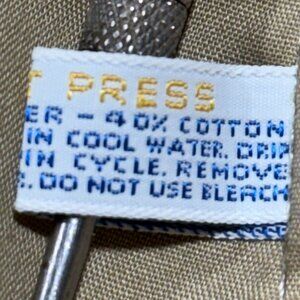 T PRESS
ER - 40% COTTON
IN COOL WATER. DRIP
IN CYCLE. REMOVE
. DO NOT USE BLEACH